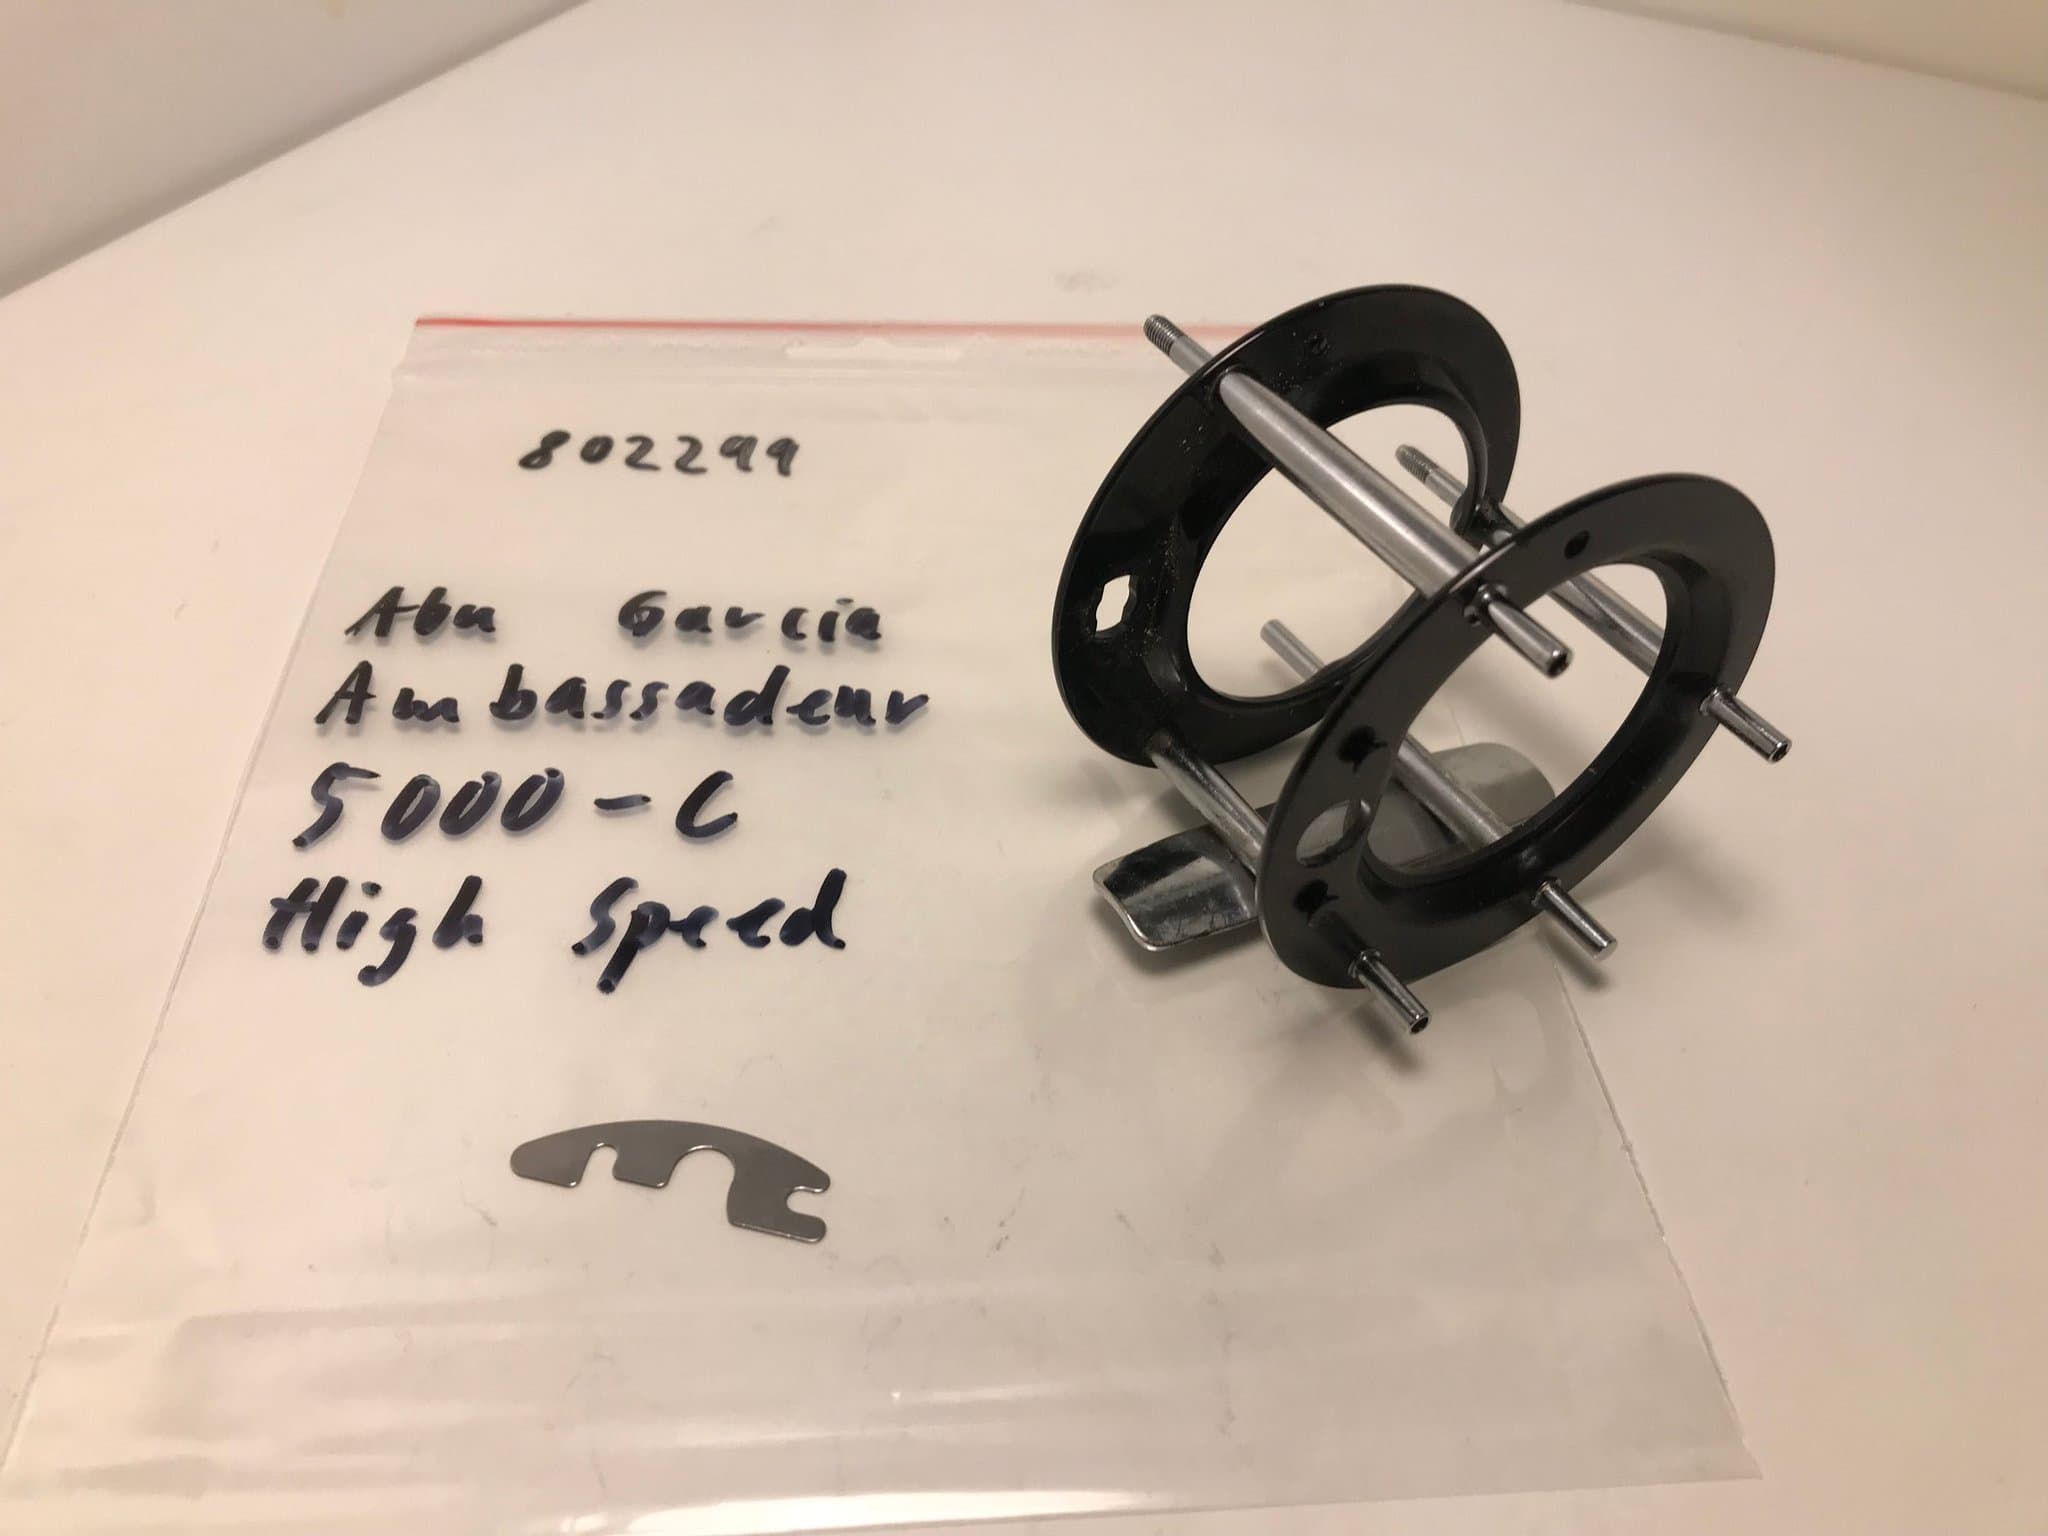 802299
Abu Garcia
Ambassadeur
5000-C
High Speed